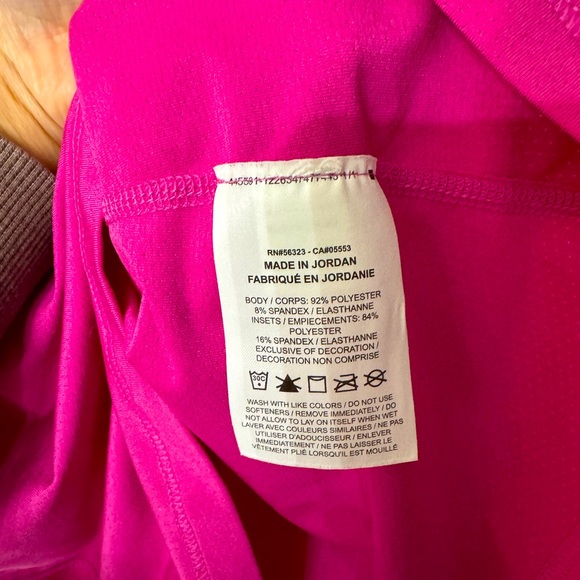 RN#56323 - CA#05553
MADE IN JORDAN
FABRIQUÉ EN JORDANIE
BODY / CORPS: 92% POLYESTER
8% SPANDEX / ELASTHANNE
INSETS / EMPIECEMENTS: 84%
POLYESTER
16% SPANDEX / ELASTHANNE
EXCLUSIVE OF DECORATION /
DECORATION NON COMPRISE
30C
WASH WITH LIKE COLORS / DO NOT USE
SOFTENERS / REMOVE IMMEDIATELY / DO
NOT ALLOW TO LAY ON ITSELF WHEN WET
LAVER AVEC COULEURS SIMILAIRES / NE PAS
UTILISER D'ADOUCISSEUR / ENLEVER
IMMEDIATEMENT / NE PAS LAISSER LE
VÊTEMENT PLIÉ LORSQU'IL EST MOUILLÉ